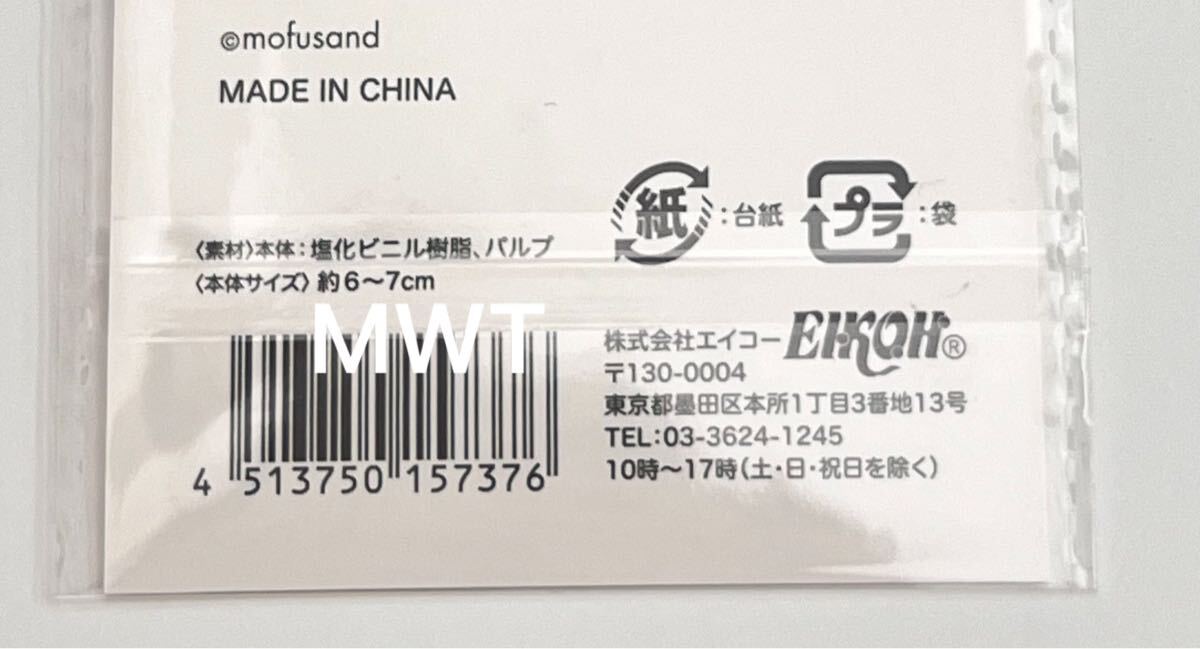 ©mofusand
MADE IN CHINA
紙：台紙
プラ：袋
〈素材〉本体：塩化ビニル樹脂、パルプ
〈本体サイズ〉約6〜7cm
MWT
4 513750 157376
株式会社エイコー EIKOH®
〒130-0004
東京都墨田区本所1丁目3番地13号
TEL：03-3624-1245
10時〜17時（土・日・祝日を除く）